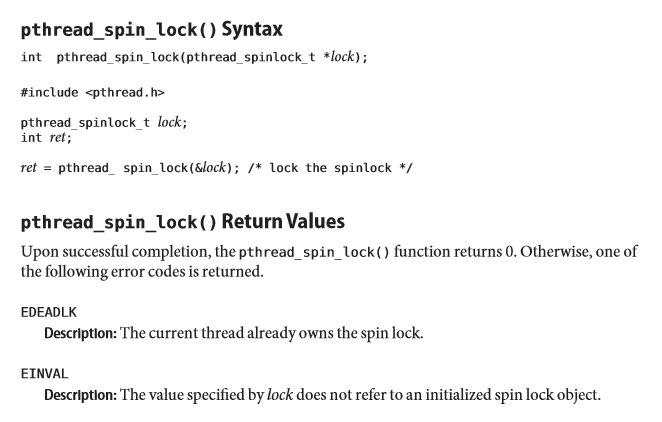 pthread_spin_lock() Syntax
int pthread_spin_lock(pthread_spinlock_t *lock);
#include <pthread.h>
pthread_spinlock_t lock;
int ret;
ret = pthread_ spin_lock(&lock); /* lock the spinlock */
pthread_spin_lock() Return Values
Upon successful completion, the pthread_spin_lock() function returns 0. Otherwise, one of
the following error codes is returned.
EDEADLK
Description: The current thread already owns the spin lock.
EINVAL
Description: The value specified by lock does not refer to an initialized spin lock object.